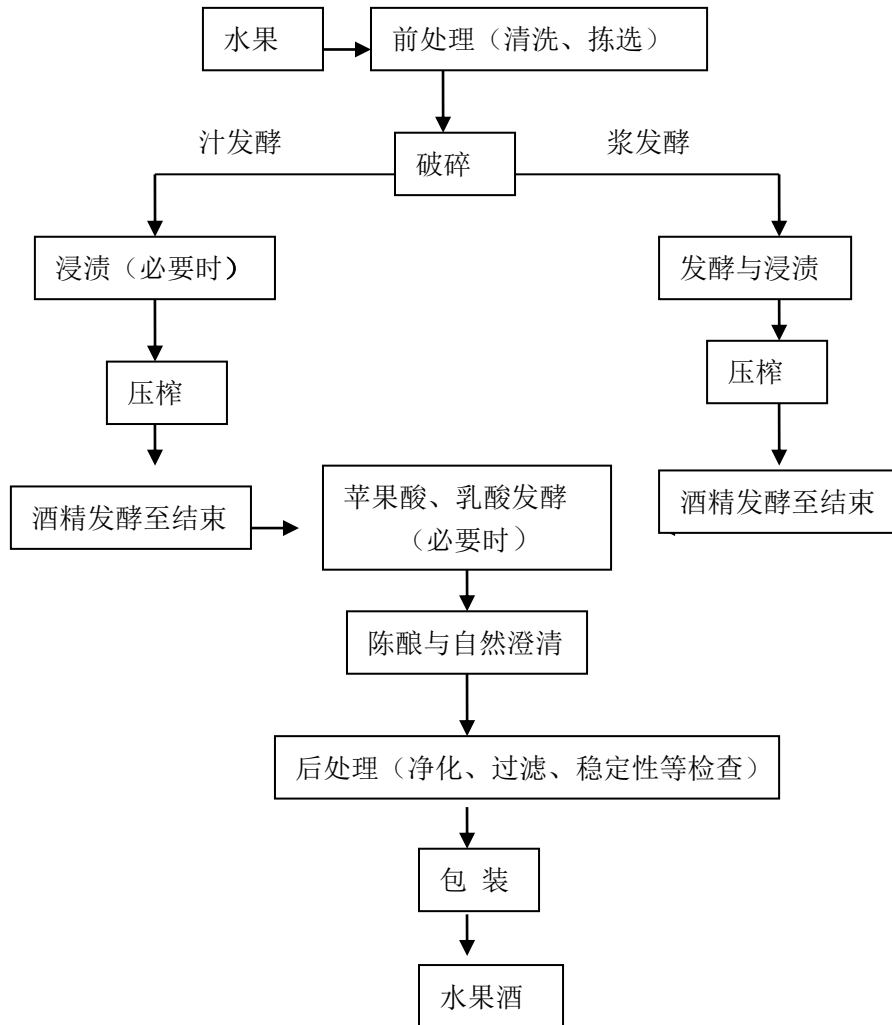 水果
前处理（清洗、拣选）
汁发酵
破碎
浆发酵
浸渍（必要时）
发酵与浸渍
压榨
压榨
酒精发酵至结束
苹果酸、乳酸发酵
（必要时）
酒精发酵至结束
陈酿与自然澄清
后处理（净化、过滤、稳定性等检查）
包 装
水果酒